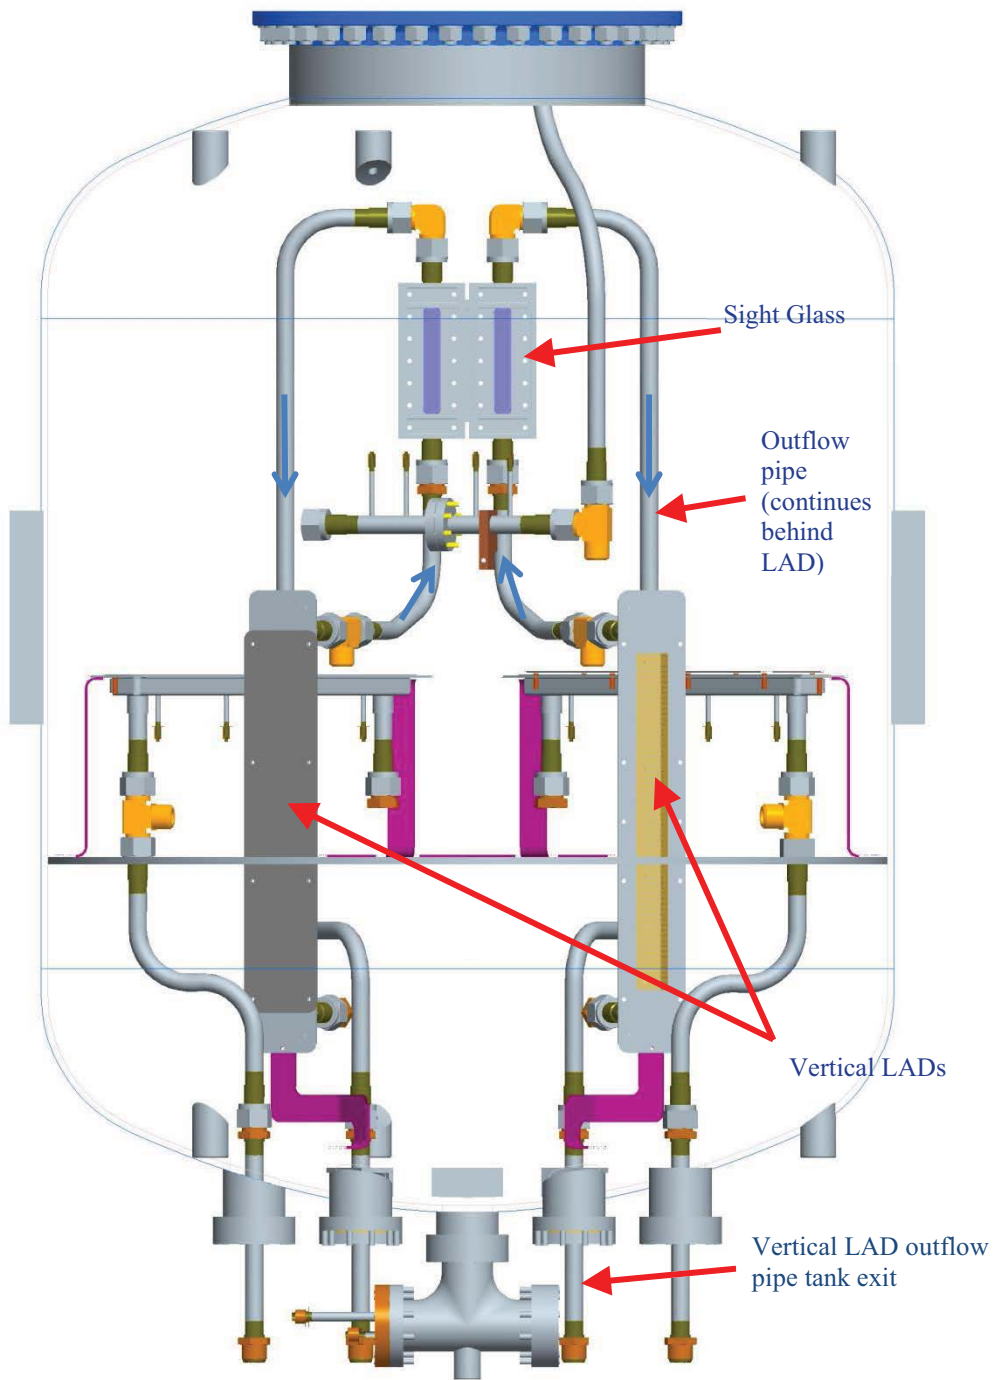 Sight Glass
Outflow
pipe
(continues
behind
LAD)
Vertical LADs
Vertical LAD outflow
pipe tank exit